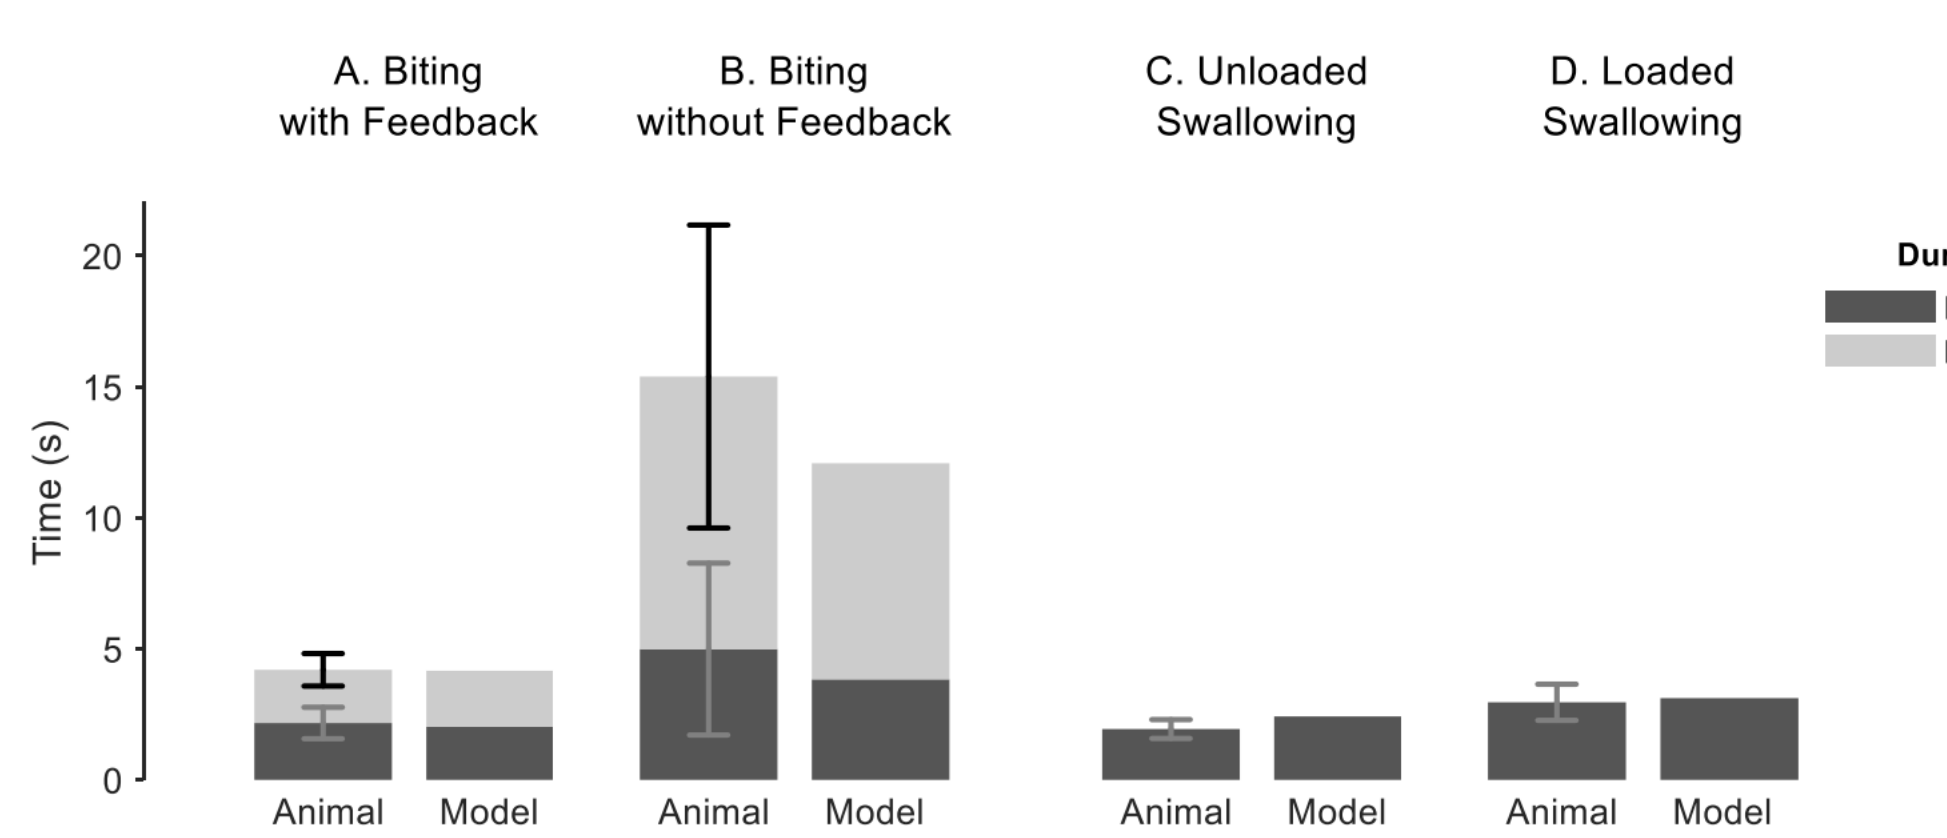 A. Biting
with Feedback
B. Biting
without Feedback
C. Unloaded
Swallowing
D. Loaded
Swallowing
20
15
10
5
0
Time (s)
Animal
Model
Animal
Model
Animal
Model
Animal
Model